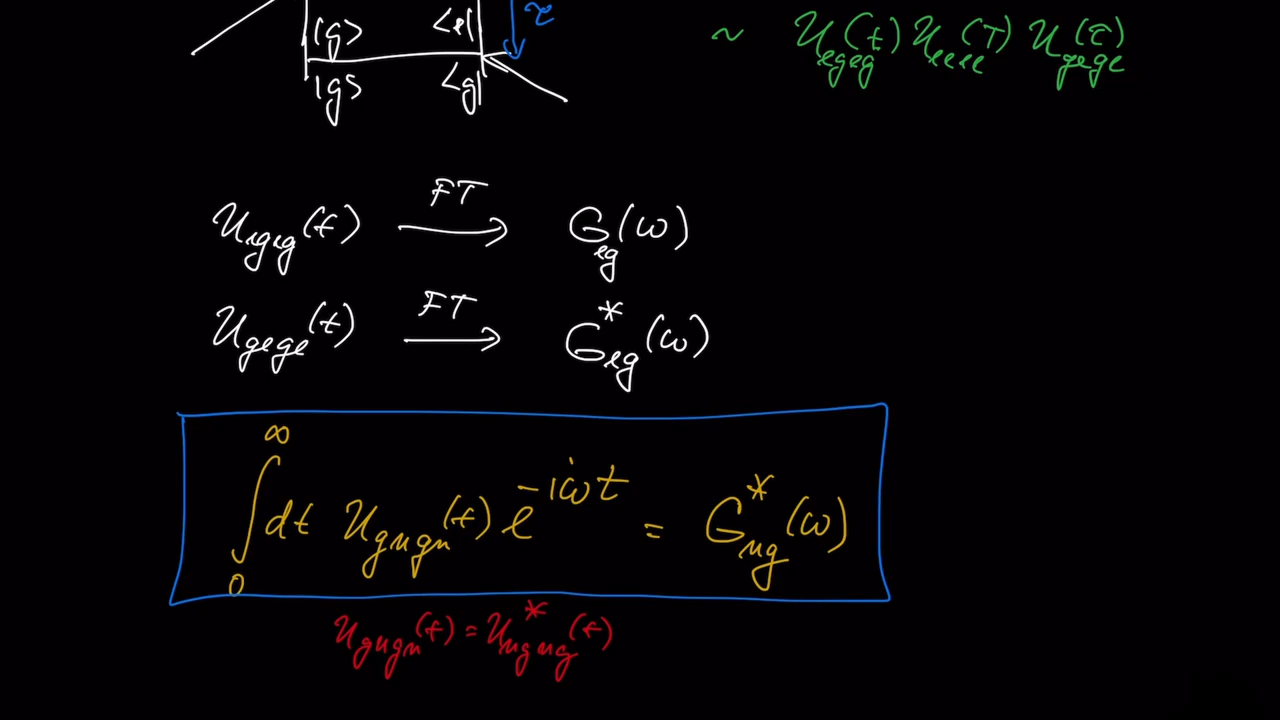 |g> <e| τ
|g> <g|
~ U_egeg(t) U_eeee(T) U_gege(τ)
U_egeg(t) FT → G_eg(ω)
U_gege(t) FT → G*_eg(ω)
∫_0^∞ dt U_gngn(t) e^{-iωt} = G*_ng(ω)
U_gngn(t) = U*_ngng(t)